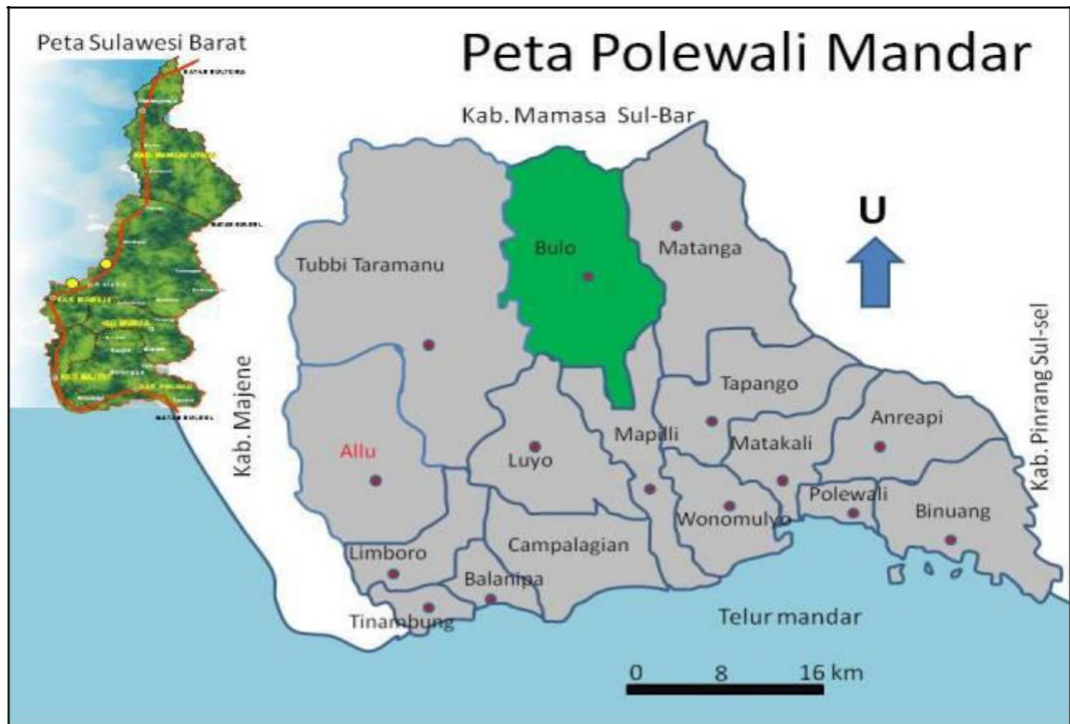 Peta Sulawesi Barat
Peta Polewali Mandar
Kab. Mamasa Sul-Bar
U
Bulo
Matanga
Tubbi Taramanu
Kab. Majene
Kab. Pinrang Sul-sel
Tapango
Anreapi
Allu
Mapilli
Matakali
Luyo
Polewali
Binuang
Wonomulyo
Limboro
Campalagian
Balanipa
Tinambung
Telur mandar
0 8 16 km